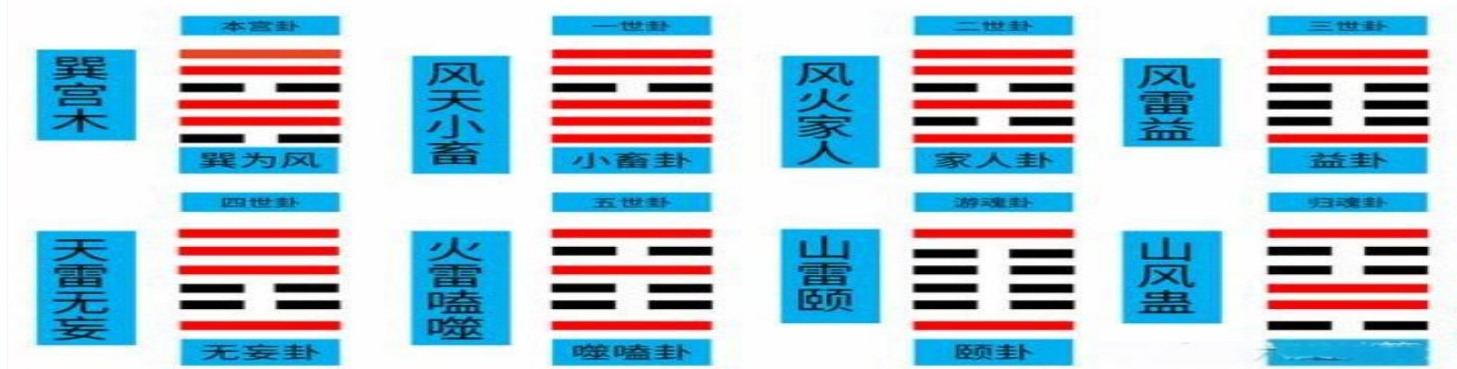 本宫卦
一世卦
二世卦
三世卦
巽宫木
风天小畜
风火家人
风雷益
巽为风
小畜卦
家人卦
益卦
四世卦
五世卦
游魂卦
归魂卦
天雷无妄
火雷嗑噬
山雷颐
山风蛊
无妄卦
噬嗑卦
颐卦